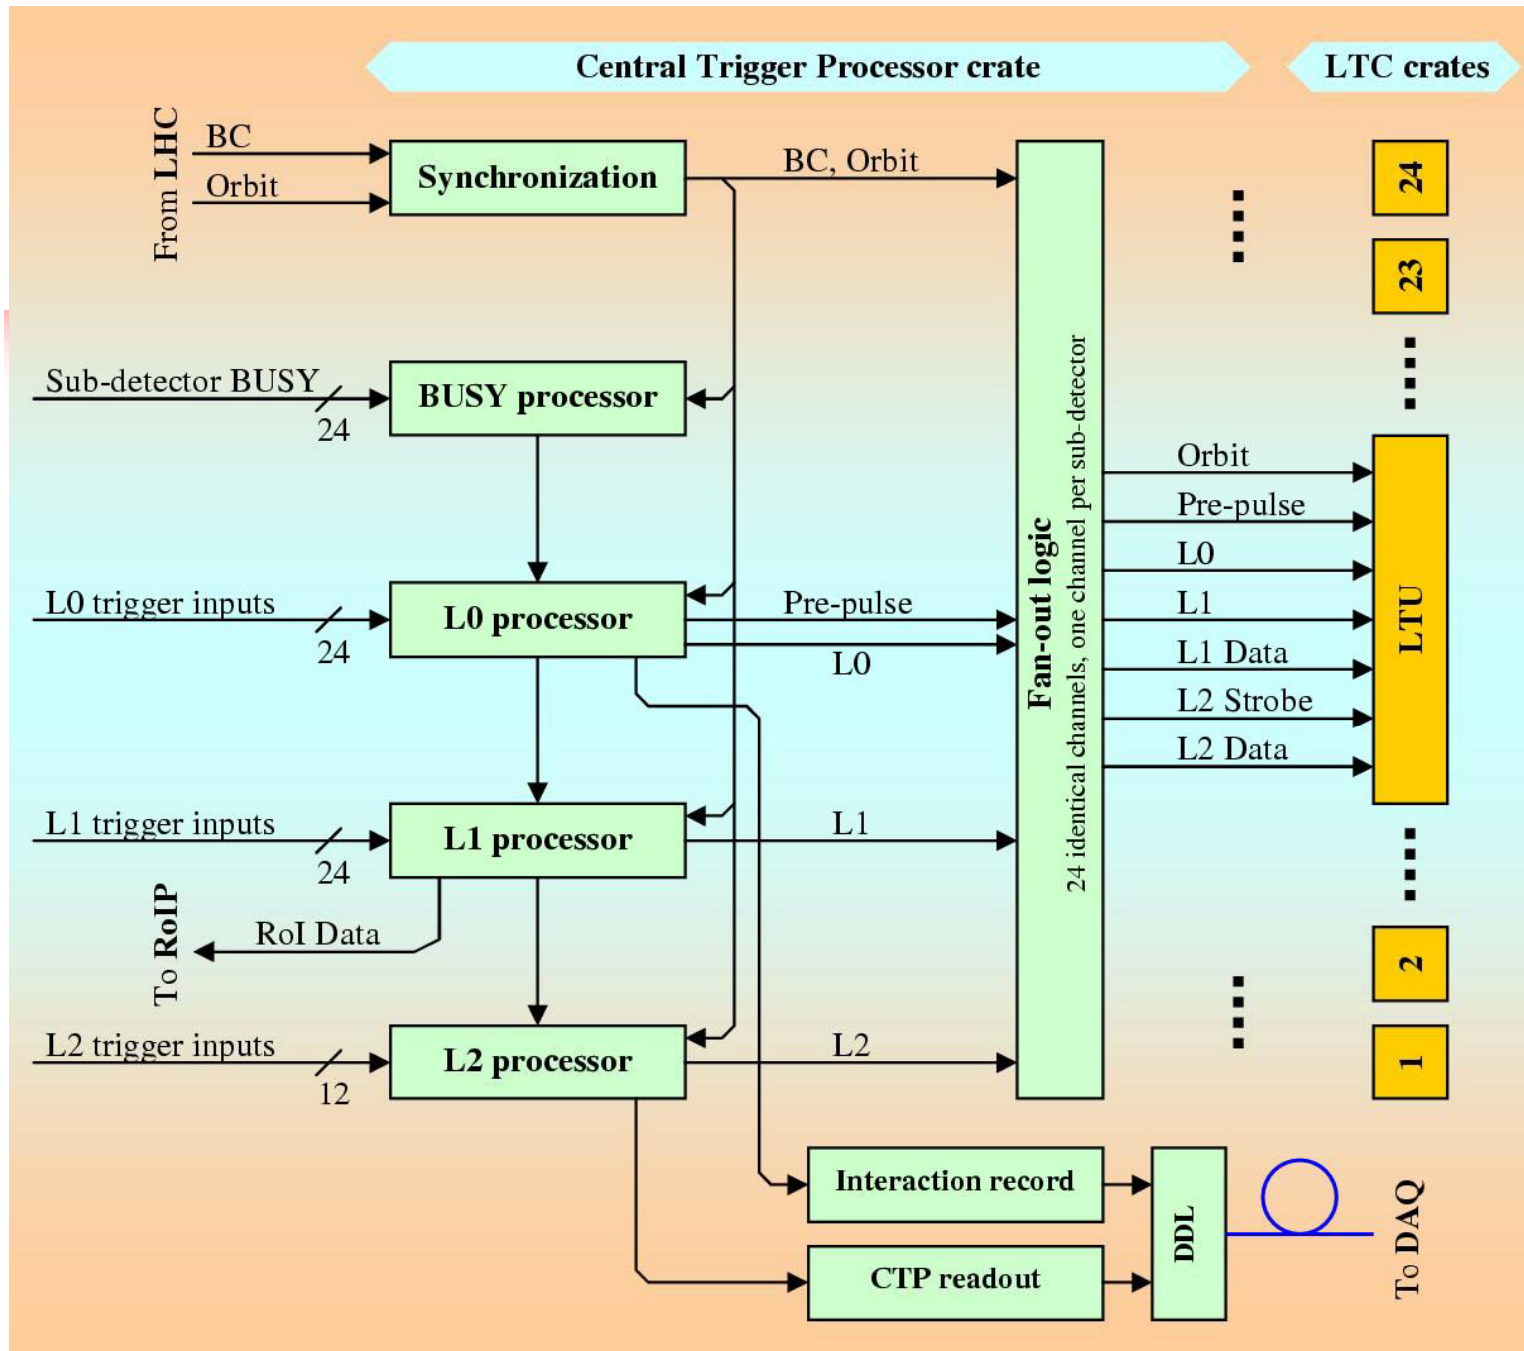 Central Trigger Processor crate
LTC crates
From LHC
BC
Orbit
Synchronization
BC, Orbit
24
23
Sub-detector BUSY
24
BUSY processor
L0 trigger inputs
24
L0 processor
Pre-pulse
L0
Fan-out logic
24 identical channels, one channel per sub-detector
Orbit
Pre-pulse
L0
L1
L1 Data
L2 Strobe
L2 Data
LTU
L1 trigger inputs
24
L1 processor
L1
To RoIP
RoI Data
2
1
L2 trigger inputs
12
L2 processor
L2
Interaction record
CTP readout
DDL
To DAQ